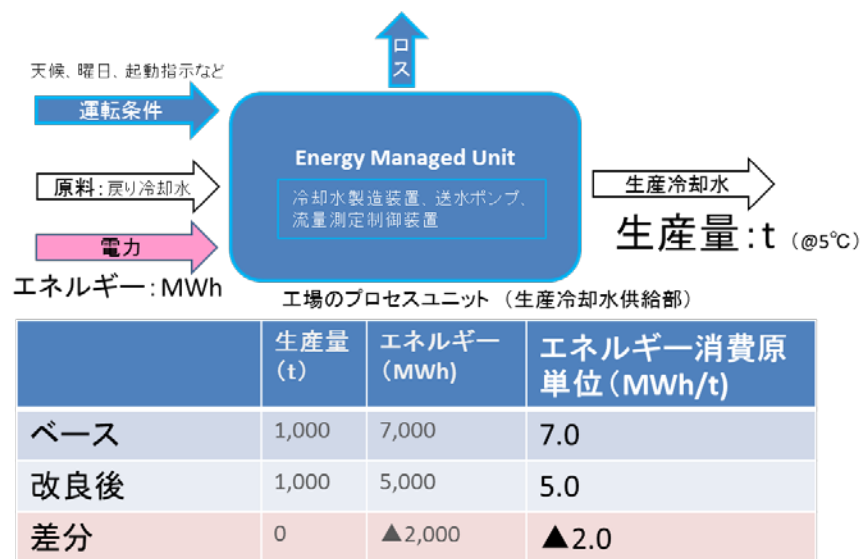 ロス
天候、曜日、起動指示など
運転条件
原料：戻り冷却水
電力
エネルギー：MWh
Energy Managed Unit
冷却水製造装置、送水ポンプ、
流量測定制御装置
生産冷却水
生産量：t （@5℃）
工場のプロセスユニット （生産冷却水供給部）
生産量（t） エネルギー（MWh） エネルギー消費原単位（MWh/t）
ベース 1,000 7,000 7.0
改良後 1,000 5,000 5.0
差分 0 ▲2,000 ▲2.0